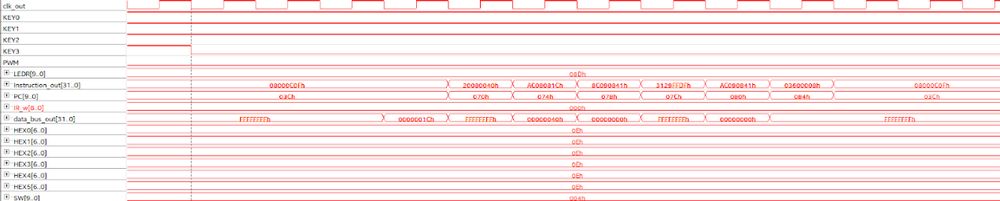 clk_out
KEY0
KEY1
KEY2
KEY3
PWM
LEDR[9..0] 08Dh
Instruction_out[31..0] 08000C0Fh 20080040h AC08081Ch 8C090841h 3129FFDFh AC090841h 03600008h 08000C0Fh
PC[9..0] 03Ch 070h 074h 078h 07Ch 080h 084h 03Ch
IR_w[8..0] 000h
data_bus_out[31..0] FFFFFFFFh 0000001Ch FFFFFFFFh 00000040h 00000000h FFFFFFFFh 00000000h FFFFFFFFh
HEX0[6..0] 0Eh
HEX1[6..0] 0Eh
HEX2[6..0] 0Eh
HEX3[6..0] 0Eh
HEX4[6..0] 0Eh
HEX5[6..0] 0Eh
SW[9..0] 004h